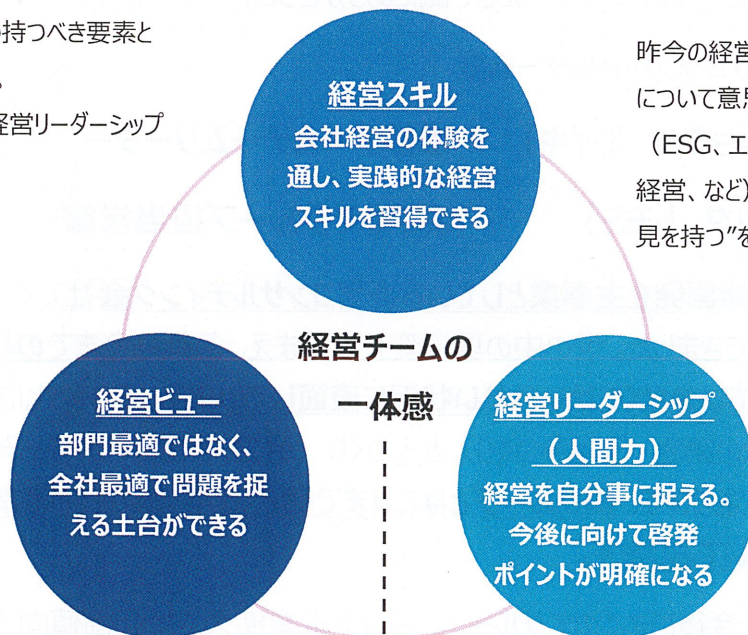 持つべき要素と
経営リーダーシップ
昨今の経営
について意思
（ESG、エ
経営、など）
見を持つ”を
経営スキル
会社経営の体験を
通し、実践的な経営
スキルを習得できる
経営チームの
一体感
経営ビュー
部門最適ではなく、
全社最適で問題を捉
える土台ができる
経営リーダーシップ
（人間力）
経営を自分事に捉える。
今後に向けて啓発
ポイントが明確になる